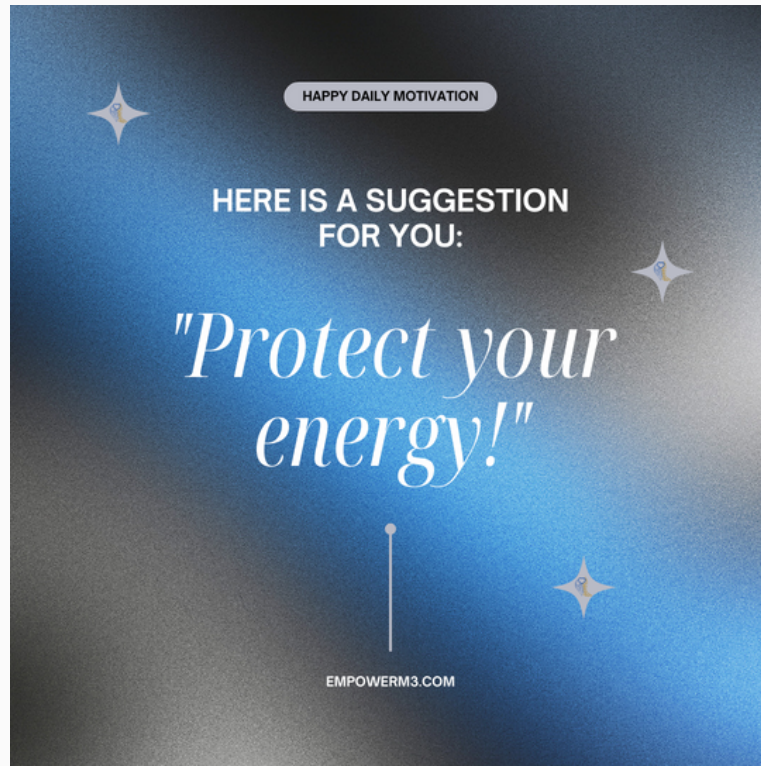 HAPPY DAILY MOTIVATION
HERE IS A SUGGESTION
FOR YOU:
"Protect your
energy!"
EMPOWERM3.COM